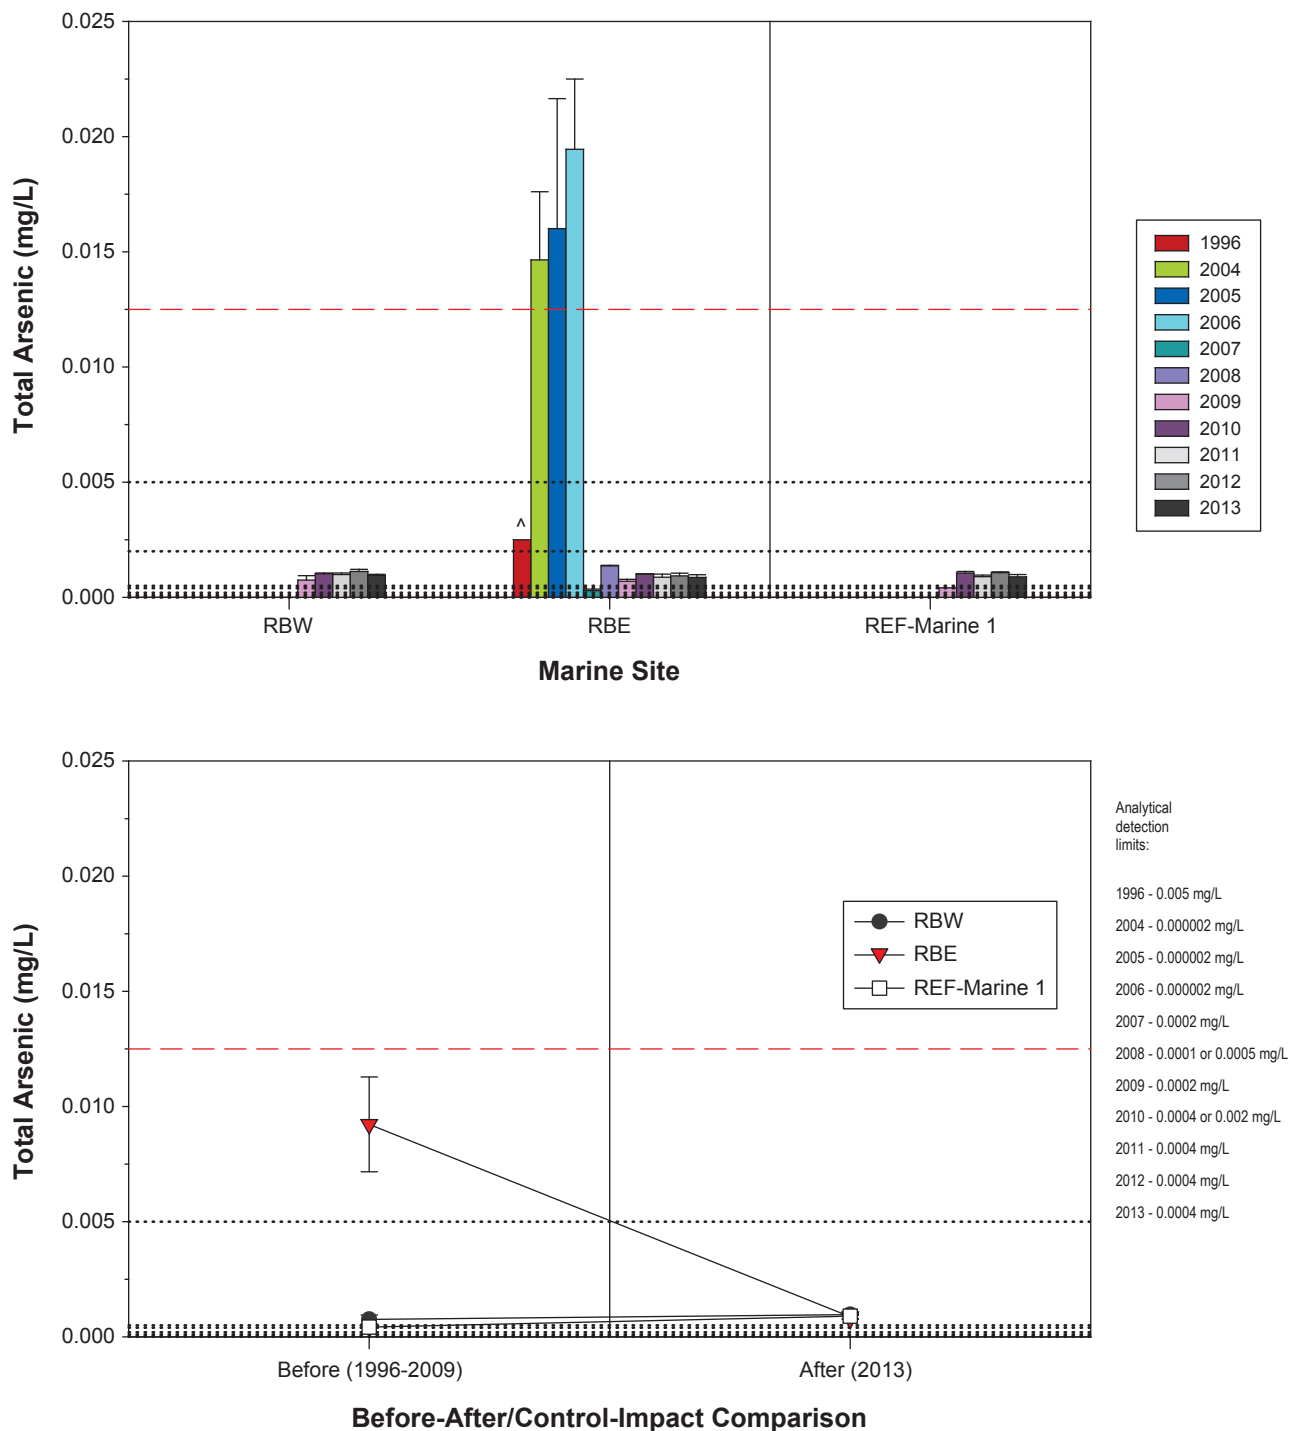 Total Arsenic (mg/L)
0.025
0.020
0.015
0.010
0.005
0.000
^
RBW
RBE
REF-Marine 1
Marine Site
1996
2004
2005
2006
2007
2008
2009
2010
2011
2012
2013
Total Arsenic (mg/L)
0.025
0.020
0.015
0.010
0.005
0.000
RBW
RBE
REF-Marine 1
Before (1996-2009)
After (2013)
Before-After/Control-Impact Comparison
Analytical
detection
limits:
1996 - 0.005 mg/L
2004 - 0.000002 mg/L
2005 - 0.000002 mg/L
2006 - 0.000002 mg/L
2007 - 0.0002 mg/L
2008 - 0.0001 or 0.0005 mg/L
2009 - 0.0002 mg/L
2010 - 0.0004 or 0.002 mg/L
2011 - 0.0004 mg/L
2012 - 0.0004 mg/L
2013 - 0.0004 mg/L